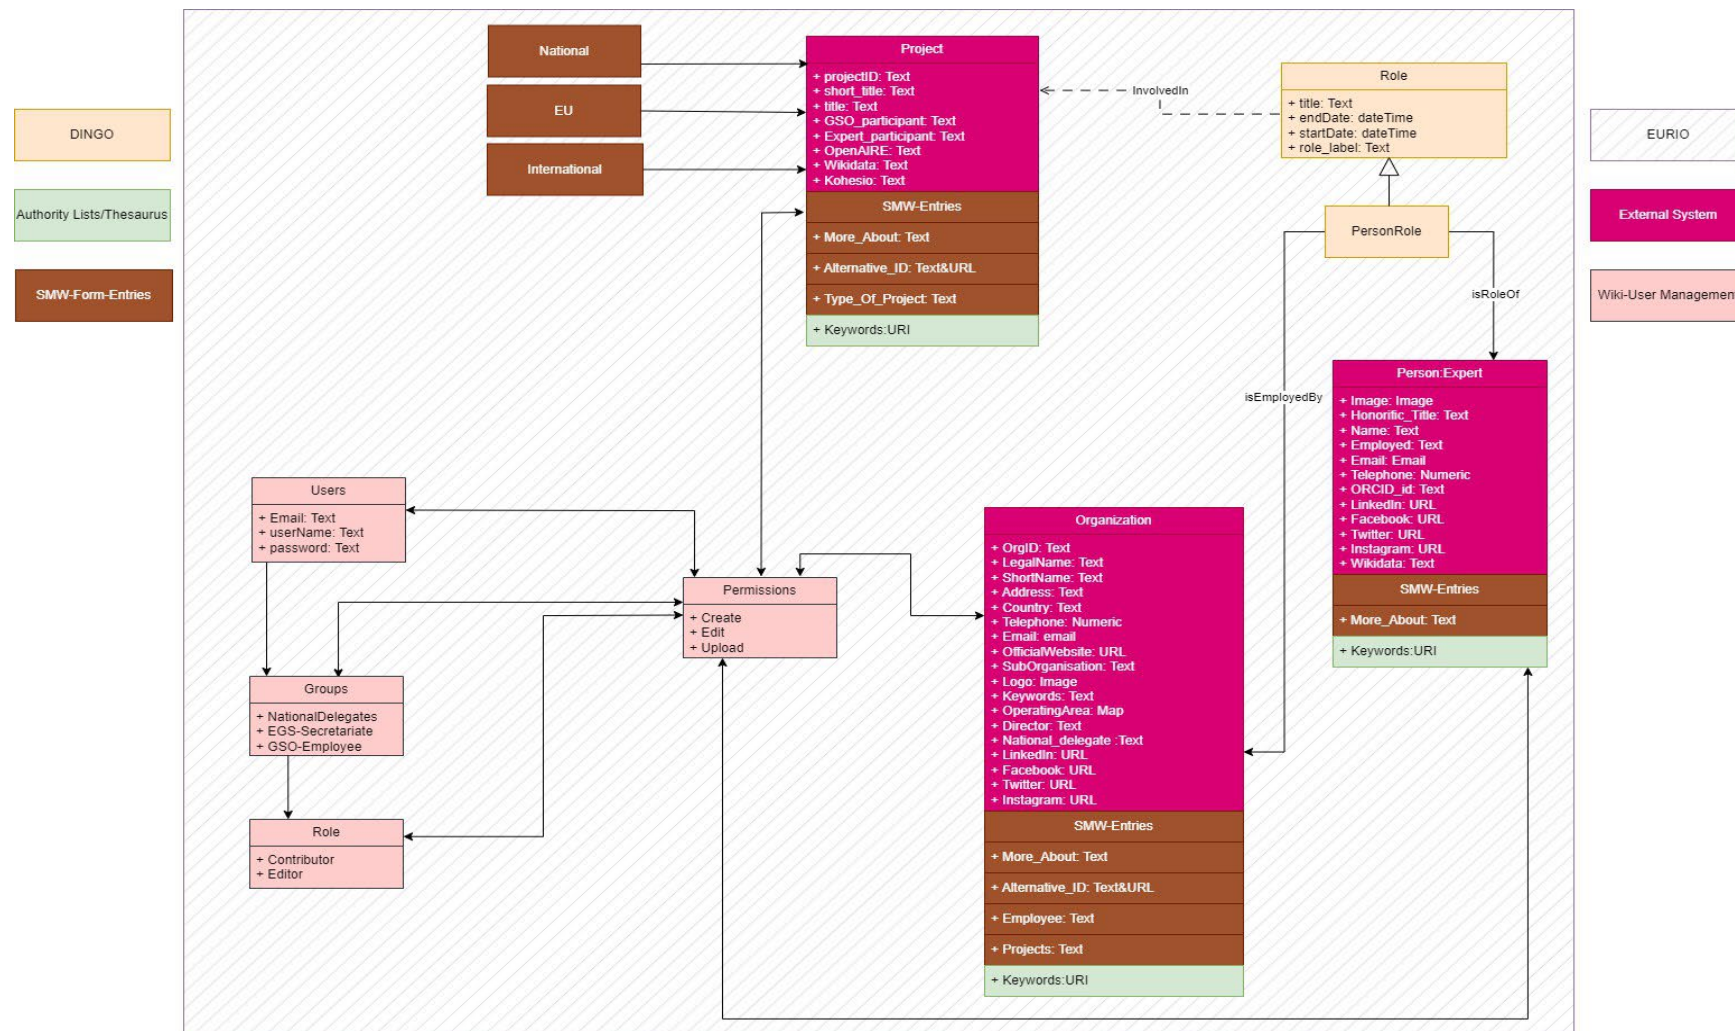 DINGO
Authority Lists/Thesaurus
SMW-Form-Entries
National
EU
International
Project
+ projectID: Text
+ short_title: Text
+ title: Text
+ GSO_participant: Text
+ Expert_participant: Text
+ OpenAIRE: Text
+ Wikidata: Text
+ Kohesio: Text
SMW-Entries
+ More_About: Text
+ Alternative_ID: Text&URL
+ Type_Of_Project: Text
+ Keywords:URI
InvolvedIn
Role
+ title: Text
+ endDate: dateTime
+ startDate: dateTime
+ role_label: Text
PersonRole
isRoleOf
isEmployedBy
EURIO
External System
Wiki-User Management
Person:Expert
+ Image: Image
+ Honorific_Title: Text
+ Name: Text
+ Employed: Text
+ Email: Email
+ Telephone: Numeric
+ ORCID_id: Text
+ LinkedIn: URL
+ Facebook: URL
+ Twitter: URL
+ Instagram: URL
+ Wikidata: Text
SMW-Entries
+ More_About: Text
+ Keywords:URI
Users
+ Email: Text
+ userName: Text
+ password: Text
Permissions
+ Create
+ Edit
+ Upload
Groups
+ NationalDelegates
+ EGS-Secretariate
+ GSO-Employee
Role
+ Contributor
+ Editor
Organization
+ OrgID: Text
+ LegalName: Text
+ ShortName: Text
+ Address: Text
+ Country: Text
+ Telephone: Numeric
+ Email: email
+ OfficialWebsite: URL
+ SubOrganisation: Text
+ Logo: Image
+ Keywords: Text
+ OperatingArea: Map
+ Director: Text
+ National_delegate :Text
+ LinkedIn: URL
+ Facebook: URL
+ Twitter: URL
+ Instagram: URL
SMW-Entries
+ More_About: Text
+ Alternative_ID: Text&URL
+ Employee: Text
+ Projects: Text
+ Keywords:URI